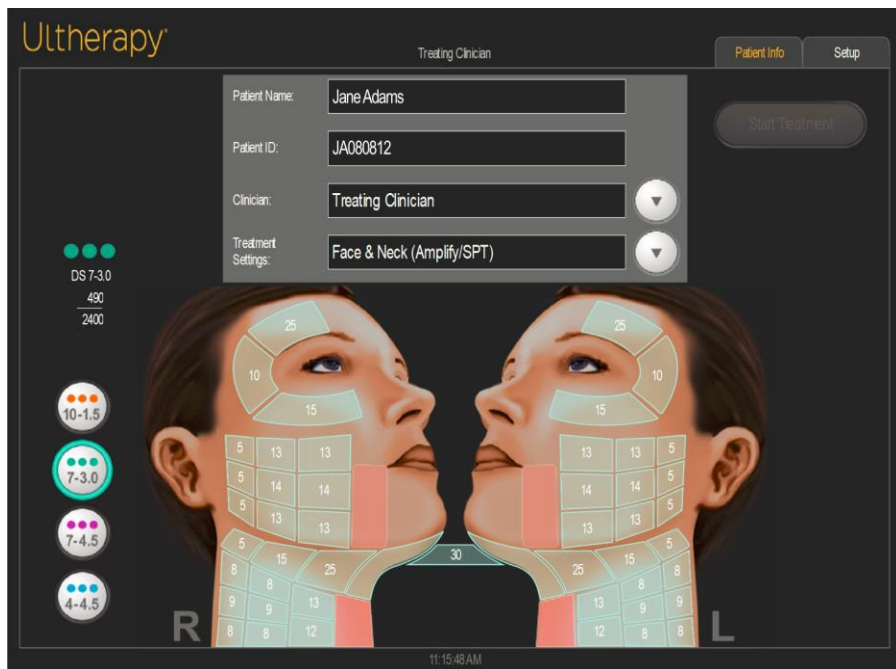 Ultherapy®
Treating Clinician
Patient Info
Setup
Patient Name:
Jane Adams
Start Treatment
Patient ID:
JA080812
Clinician:
Treating Clinician
Treatment
Settings:
Face & Neck (Amplify/SPT)
DS 7-3.0
490
2400
10-1.5
7-3.0
7-4.5
4-4.5
25
10
15
5 13 13
5 14 14
5 13 13
5 15 25
8 8
9 9 13
8 8 12
R
30
25
10
15
13 13 5
14 14 5
13 13 5
25 15 5
8 8
13 9 9
12 8 8
L
11:15:48 AM